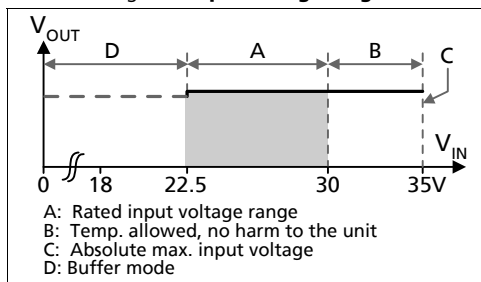 V_OUT
D A B C
V_IN
0 18 22.5 30 35V
A: Rated input voltage range
B: Temp. allowed, no harm to the unit
C: Absolute max. input voltage
D: Buffer mode